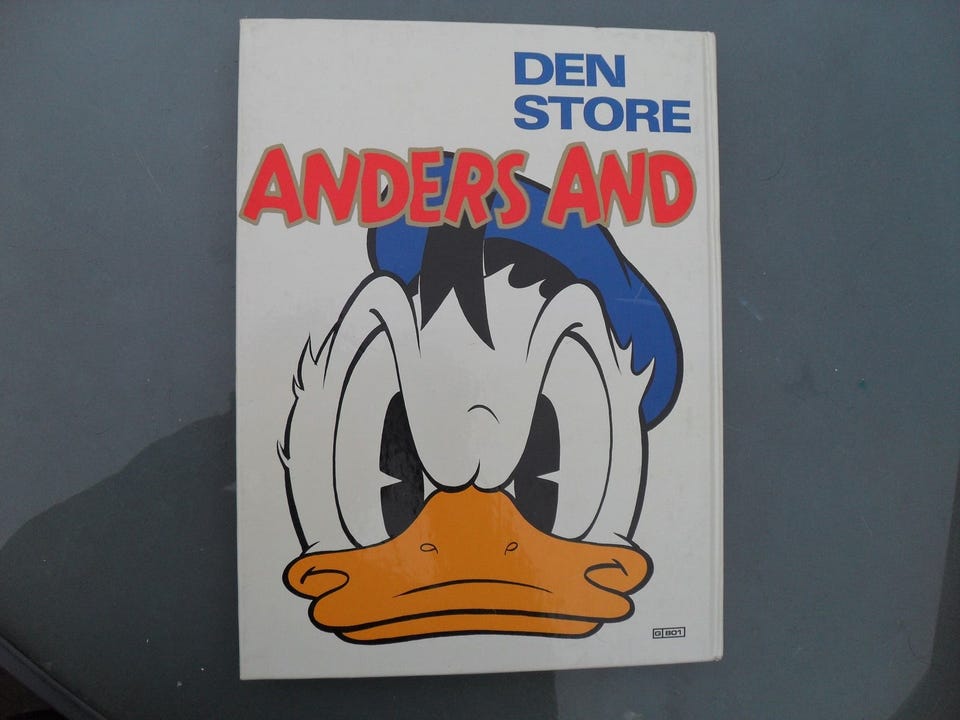 DEN
STORE
ANDERS AND
G 801